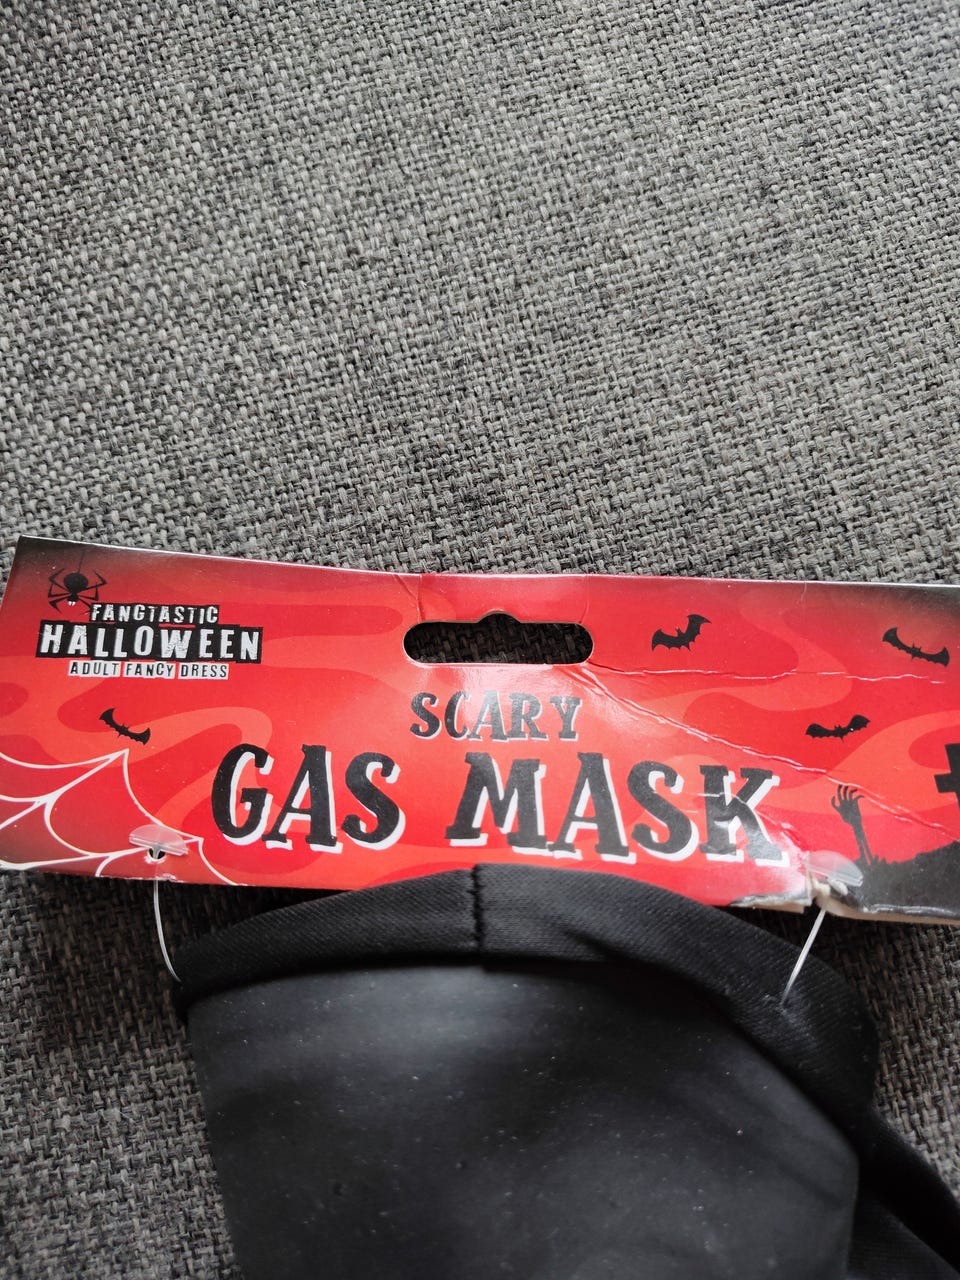 FANGTASTIC
HALLOWEEN
ADULT FANCY DRESS
SCARY
GAS MASK